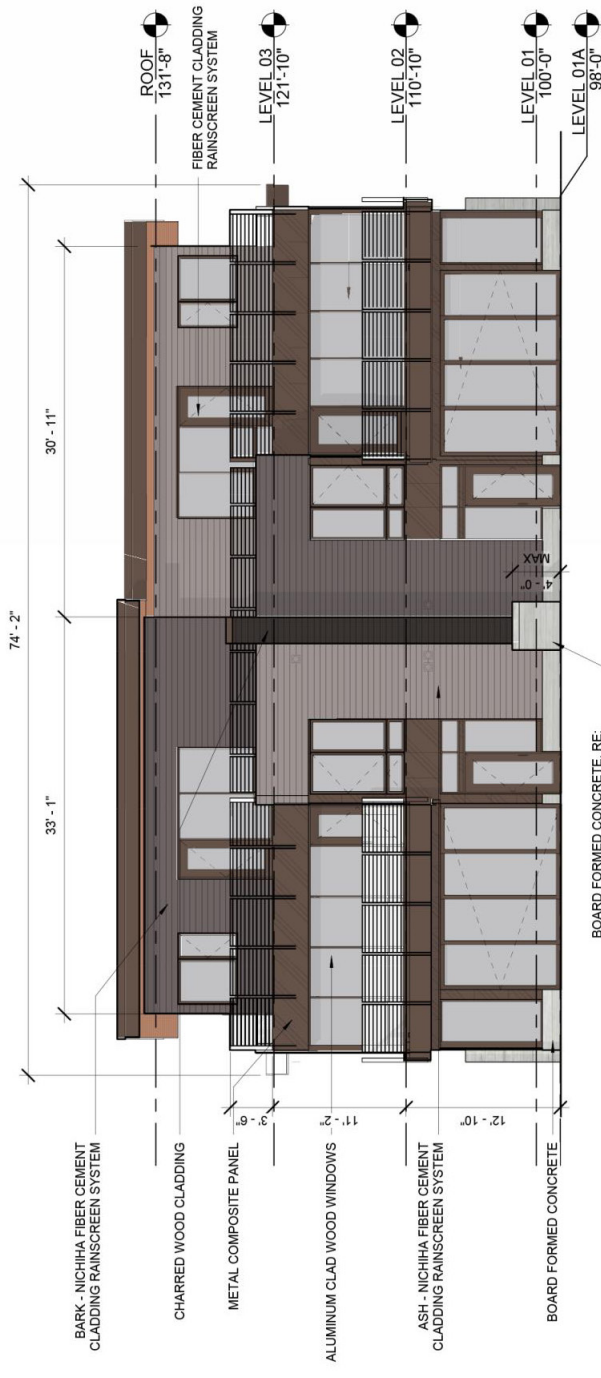 74' - 2"
33' - 1"
30' - 11"
BARK - NICHIHA FIBER CEMENT
CLADDING RAINSCREEN SYSTEM
CHARRED WOOD CLADDING
METAL COMPOSITE PANEL
ALUMINUM CLAD WOOD WINDOWS
ASH - NICHIHA FIBER CEMENT
CLADDING RAINSCREEN SYSTEM
BOARD FORMED CONCRETE
3' - 6"
11' - 2"
12' - 10"
4' - 0"
MAX
BOARD FORMED CONCRETE, RE:
ROOF
131'-8"
FIBER CEMENT CLADDING
RAINSCREEN SYSTEM
LEVEL 03
121'-10"
LEVEL 02
110'-10"
LEVEL 01
100'-0"
LEVEL 01A
98'-0"